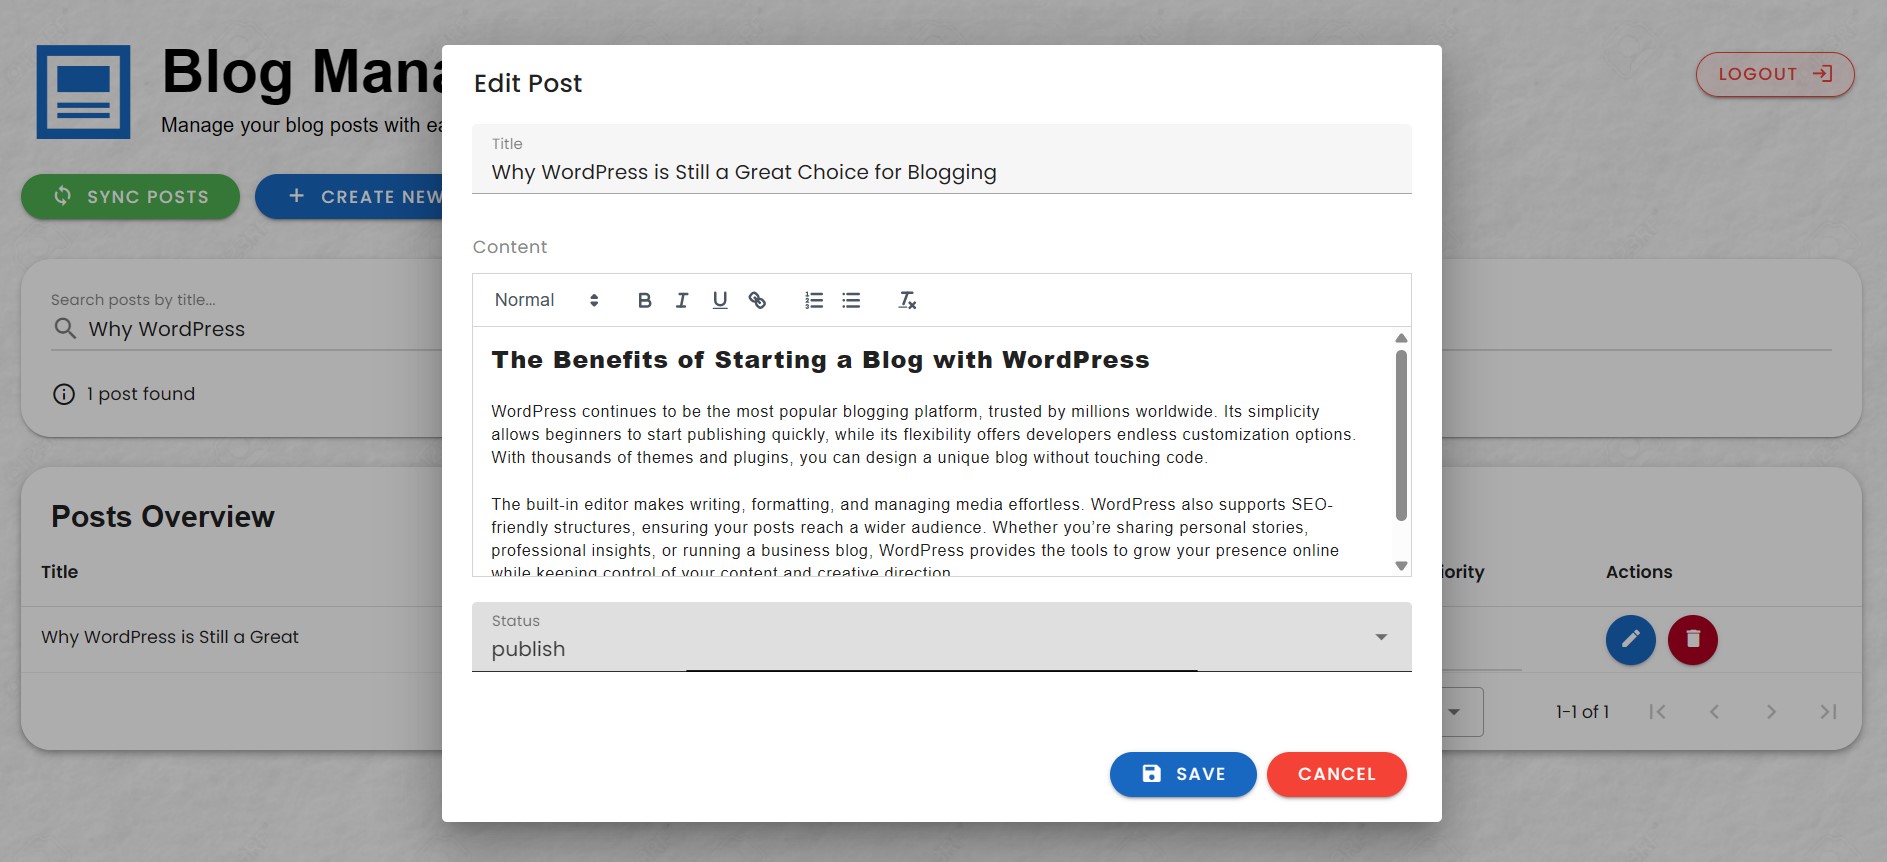 Blog Mana
Manage your blog posts with ea
LOGOUT
SYNC POSTS
CREATE NEW
Search posts by title...
Why WordPress
1 post found
Posts Overview
Title
Why WordPress is Still a Great
Edit Post
Title
Why WordPress is Still a Great Choice for Blogging
Content
Normal
The Benefits of Starting a Blog with WordPress
WordPress continues to be the most popular blogging platform, trusted by millions worldwide. Its simplicity
allows beginners to start publishing quickly, while its flexibility offers developers endless customization options.
With thousands of themes and plugins, you can design a unique blog without touching code.
The built-in editor makes writing, formatting, and managing media effortless. WordPress also supports SEO-
friendly structures, ensuring your posts reach a wider audience. Whether you’re sharing personal stories,
professional insights, or running a business blog, WordPress provides the tools to grow your presence online
while keeping control of your content and creative direction.
Status
publish
SAVE
CANCEL
iority
Actions
1-1 of 1